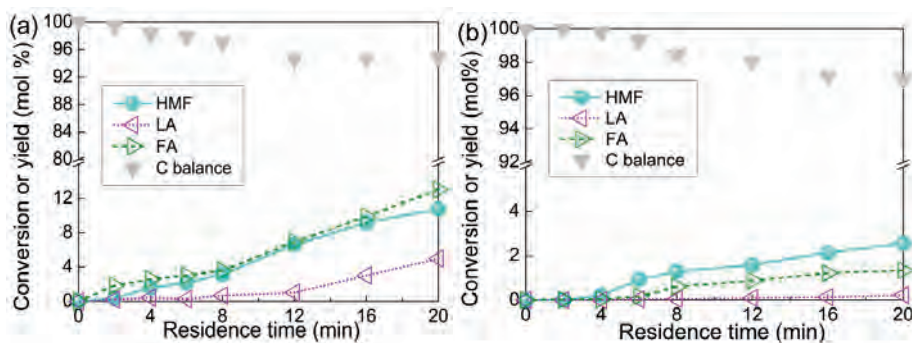 (a)
Conversion or yield (mol %)
100
96
92
88
84
80
12
8
4
0
HMF
LA
FA
C balance
0 4 8 12 16 20
Residence time (min)
(b)
Conversion or yield (mol%)
100
98
96
94
92
4
2
0
HMF
LA
FA
C balance
0 4 8 12 16 20
Residence time (min)